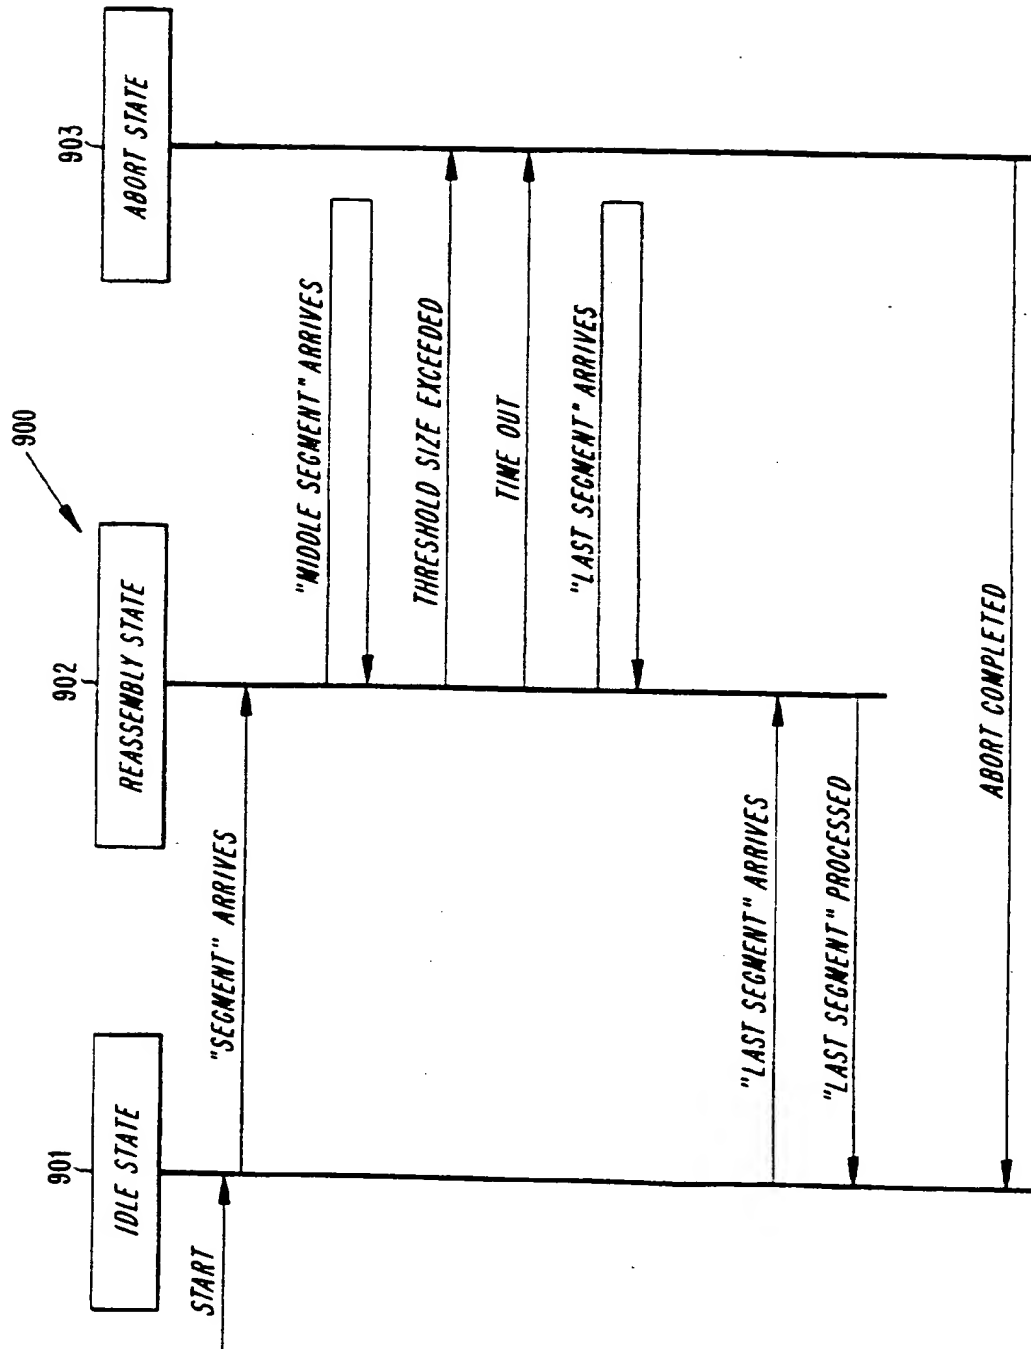 900
901
902
903
IDLE STATE
REASSEMBLY STATE
ABORT STATE
START
"SEGMENT" ARRIVES
"MIDDLE SEGMENT" ARRIVES
THRESHOLD SIZE EXCEEDED
TIME OUT
"LAST SEGMENT" ARRIVES
"LAST SEGMENT" ARRIVES
"LAST SEGMENT" PROCESSED
ABORT COMPLETED